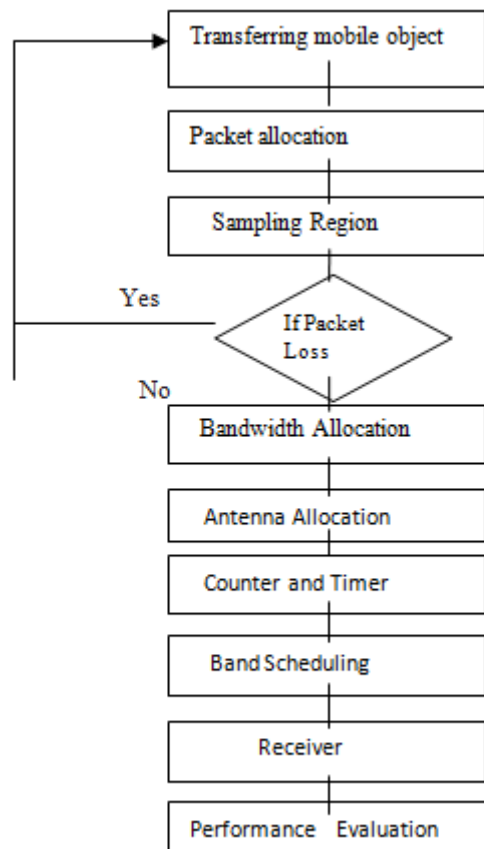 Transferring mobile object
Packet allocation
Sampling Region
Yes
If Packet
Loss
No
Bandwidth Allocation
Antenna Allocation
Counter and Timer
Band Scheduling
Receiver
Performance Evaluation